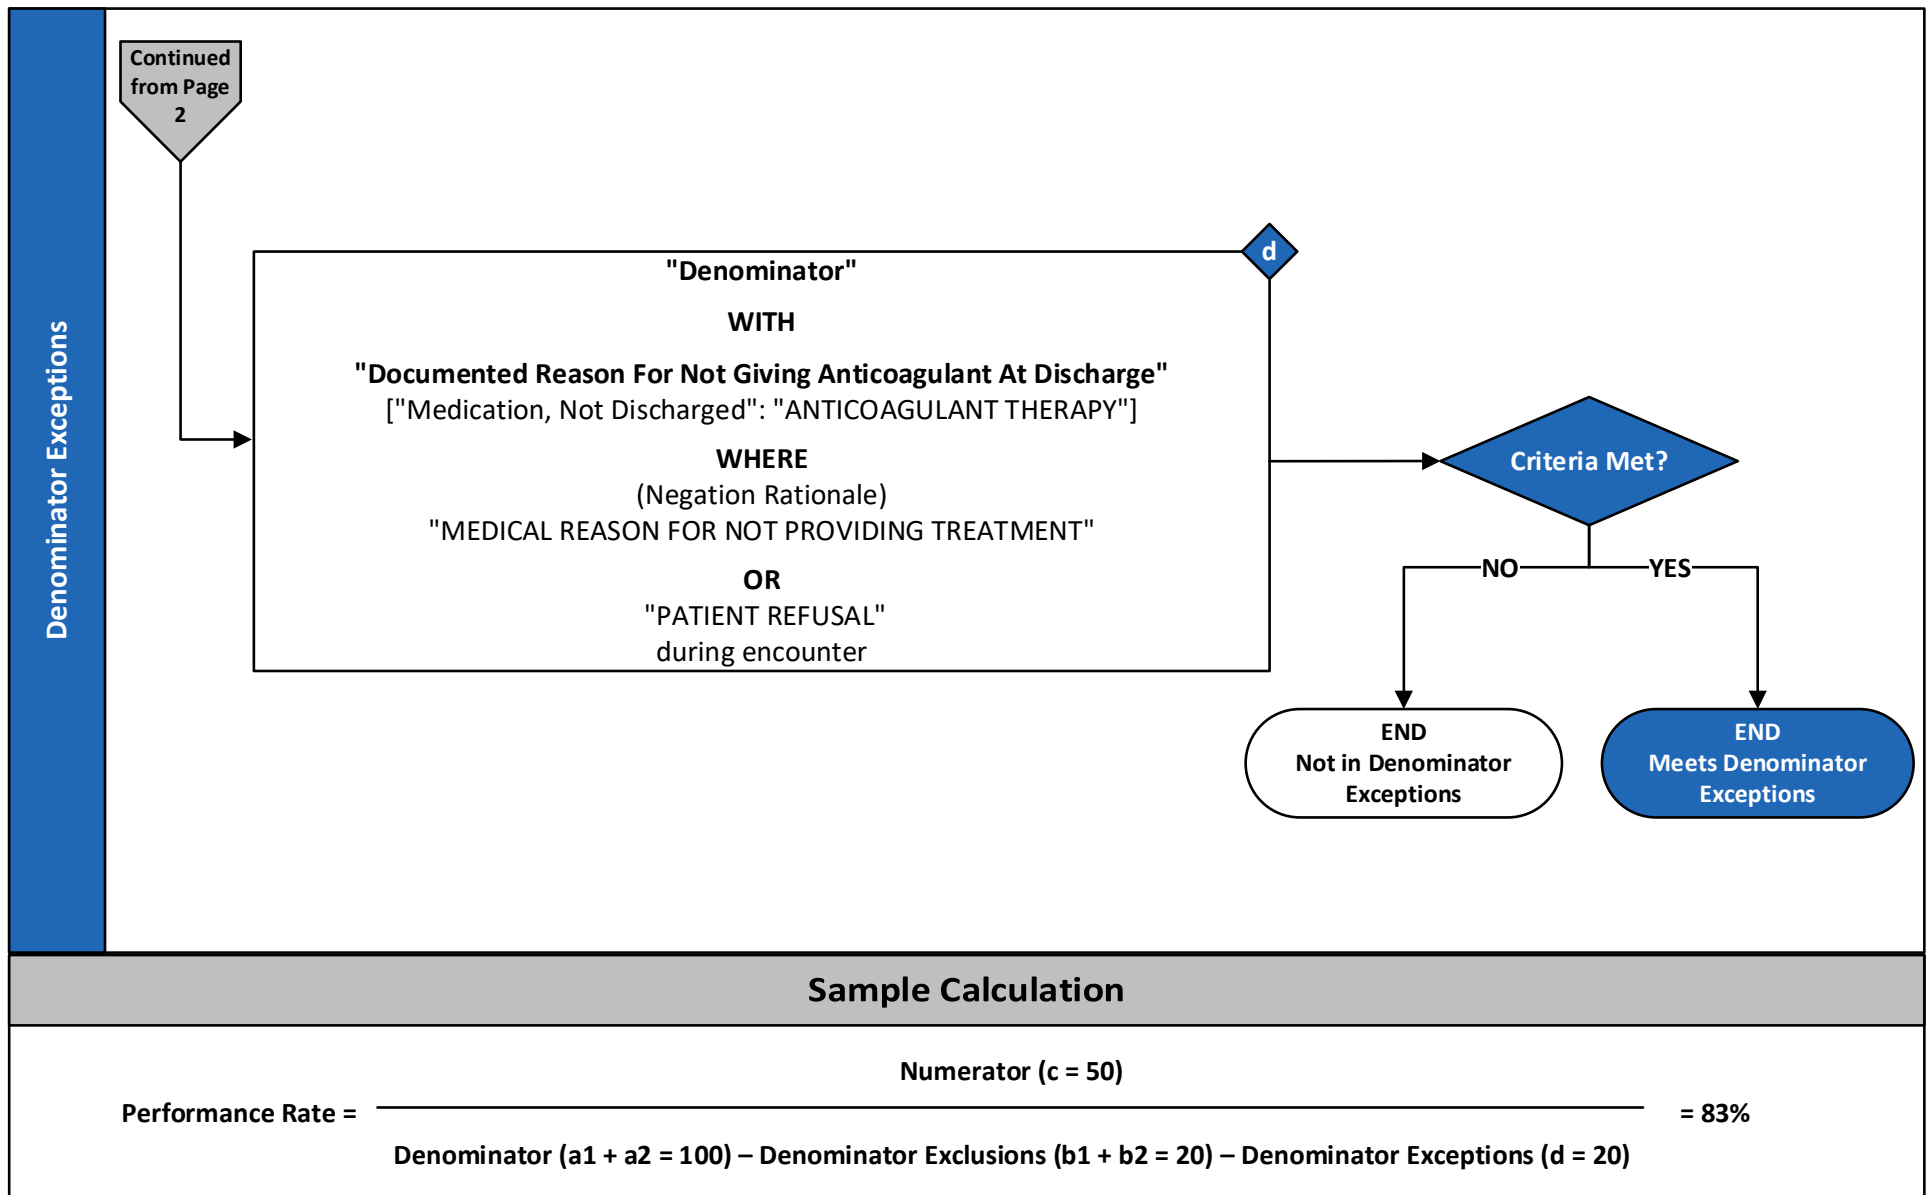 Denominator Exceptions
Continued
from Page
2
d
"Denominator"
WITH
"Documented Reason For Not Giving Anticoagulant At Discharge"
["Medication, Not Discharged": "ANTICOAGULANT THERAPY"]
WHERE
(Negation Rationale)
"MEDICAL REASON FOR NOT PROVIDING TREATMENT"
OR
"PATIENT REFUSAL"
during encounter
Criteria Met?
NO
YES
END
Not in Denominator
Exceptions
END
Meets Denominator
Exceptions
Sample Calculation
Numerator (c = 50)
Performance Rate =
= 83%
Denominator (a1 + a2 = 100) – Denominator Exclusions (b1 + b2 = 20) – Denominator Exceptions (d = 20)